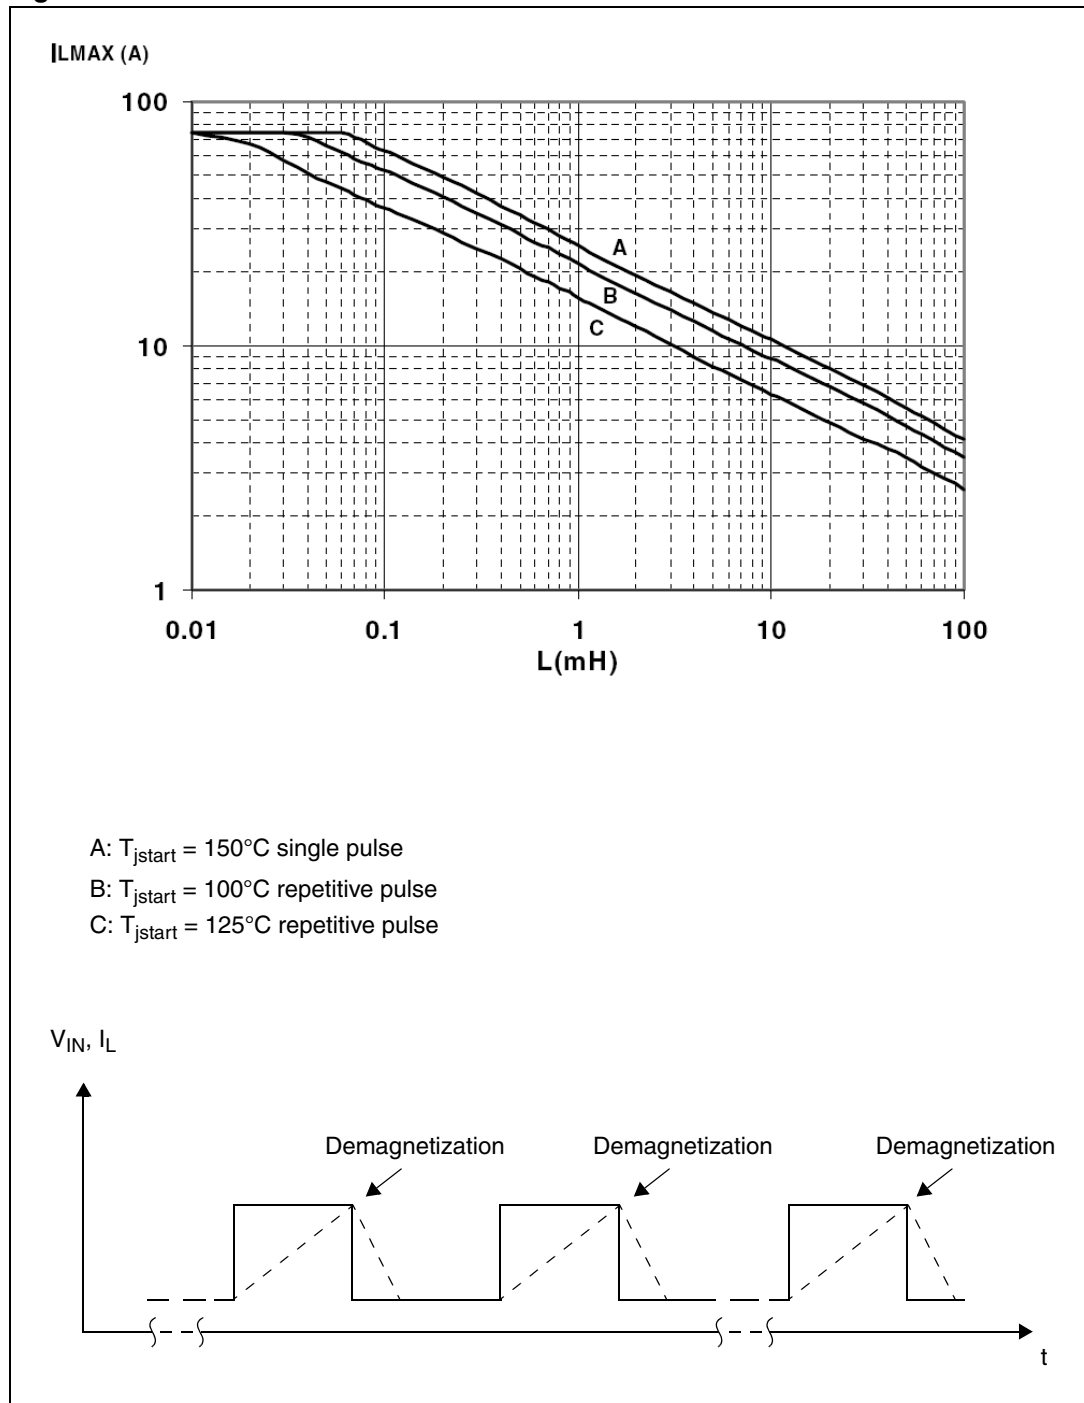 ILMAX (A)
100
10
1
A
B
C
0.01 0.1 1 10 100
L(mH)
A: Tjstart = 150°C single pulse
B: Tjstart = 100°C repetitive pulse
C: Tjstart = 125°C repetitive pulse
VIN, IL
Demagnetization Demagnetization Demagnetization
t